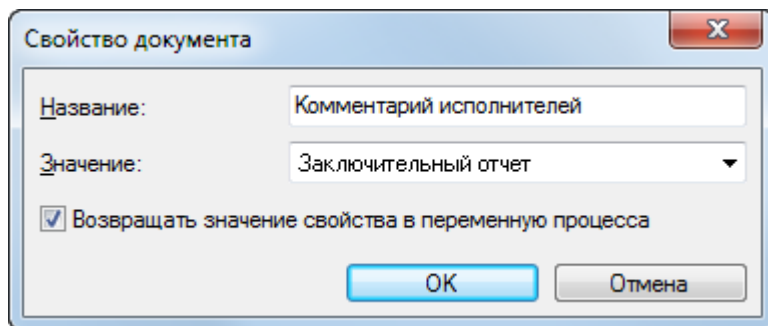 Свойство документа
Название:
Комментарий исполнителей
Значение:
Заключительный отчет
Возвращать значение свойства в переменную процесса
OK
Отмена